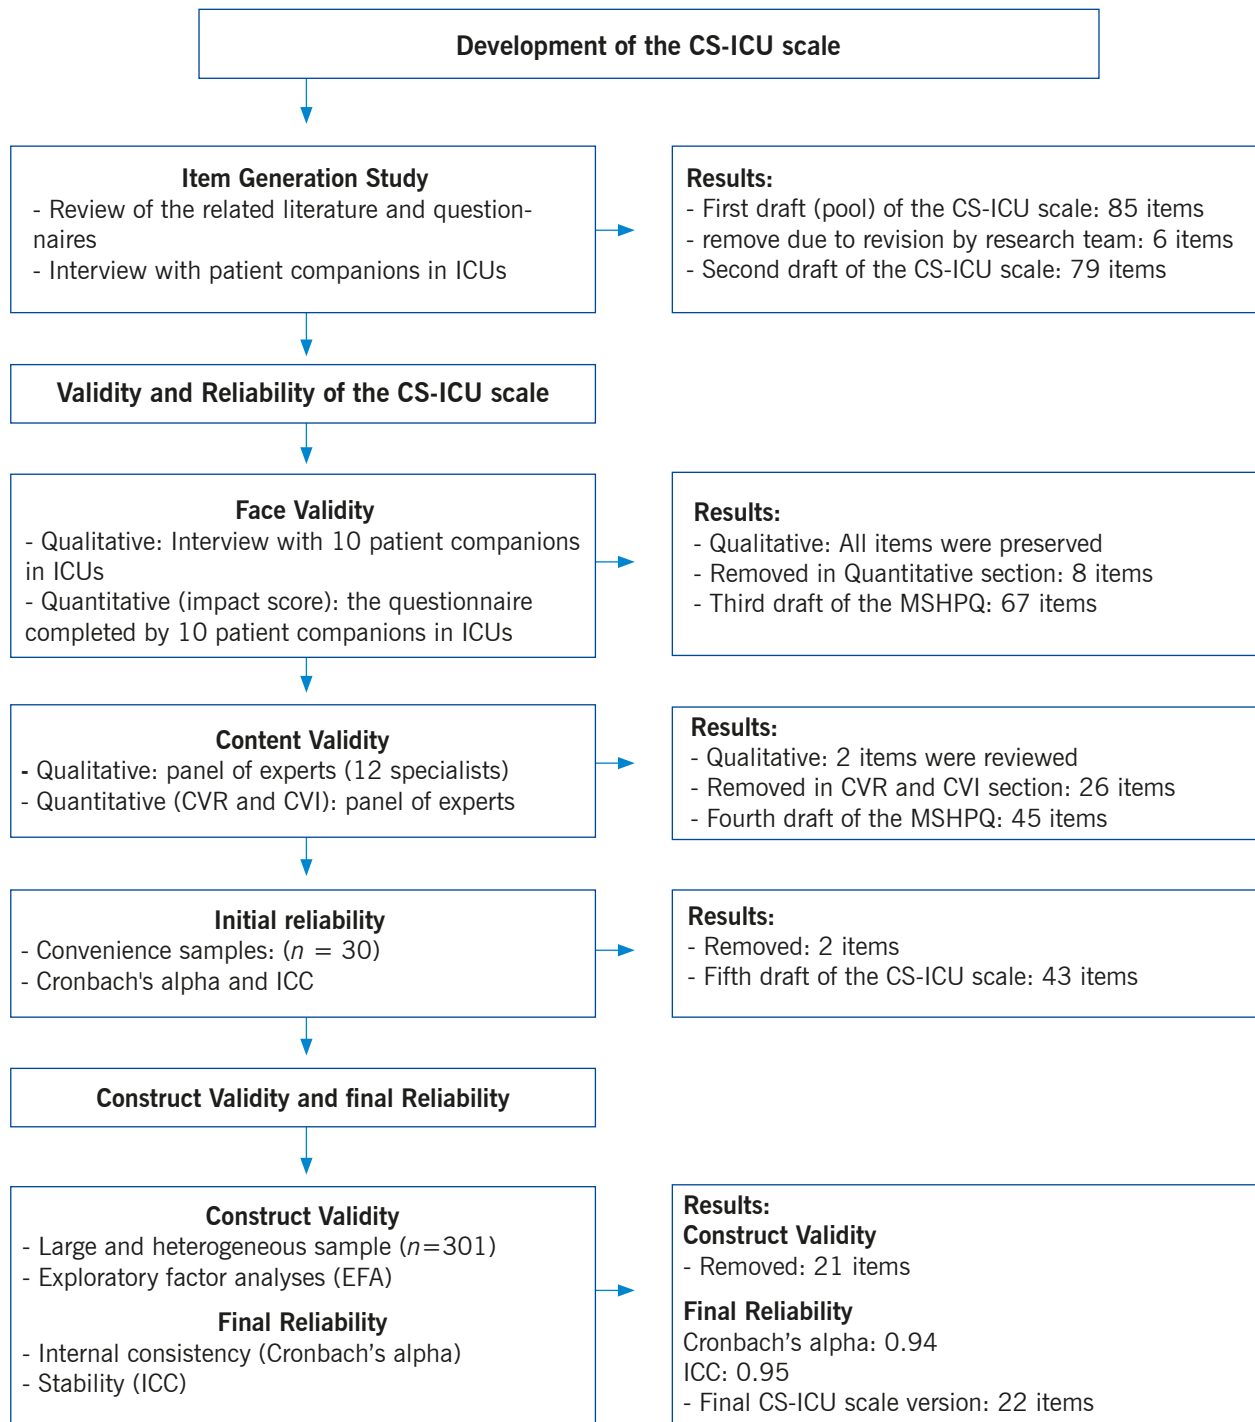 Development of the CS-ICU scale
Item Generation Study
- Review of the related literature and question-
naires
- Interview with patient companions in ICUs
Results:
- First draft (pool) of the CS-ICU scale: 85 items
- remove due to revision by research team: 6 items
- Second draft of the CS-ICU scale: 79 items
Validity and Reliability of the CS-ICU scale
Face Validity
- Qualitative: Interview with 10 patient companions
in ICUs
- Quantitative (impact score): the questionnaire
completed by 10 patient companions in ICUs
Results:
- Qualitative: All items were preserved
- Removed in Quantitative section: 8 items
- Third draft of the MSHPQ: 67 items
Content Validity
- Qualitative: panel of experts (12 specialists)
- Quantitative (CVR and CVI): panel of experts
Results:
- Qualitative: 2 items were reviewed
- Removed in CVR and CVI section: 26 items
- Fourth draft of the MSHPQ: 45 items
Initial reliability
- Convenience samples: (n = 30)
- Cronbach's alpha and ICC
Results:
- Removed: 2 items
- Fifth draft of the CS-ICU scale: 43 items
Construct Validity and final Reliability
Construct Validity
- Large and heterogeneous sample (n=301)
- Exploratory factor analyses (EFA)
Final Reliability
- Internal consistency (Cronbach’s alpha)
- Stability (ICC)
Results:
Construct Validity
- Removed: 21 items
Final Reliability
Cronbach’s alpha: 0.94
ICC: 0.95
- Final CS-ICU scale version: 22 items